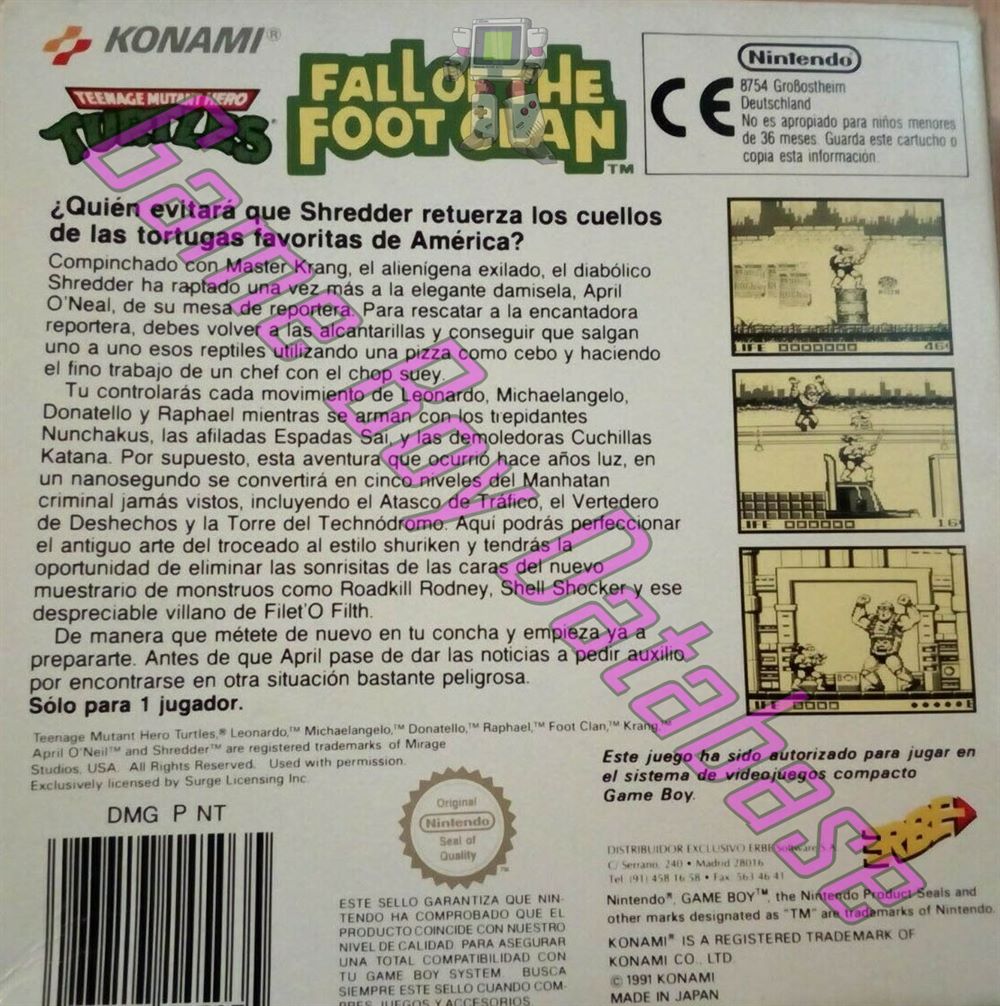 KONAMI®
TEENAGE MUTANT HERO
TURTLES®
FALL OF THE
FOOT CLAN™
Nintendo
CE
8754 Großostheim
Deutschland
No es apropiado para niños menores
de 36 meses. Guarda este cartucho o
copia esta información.
¿Quién evitará que Shredder retuerza los cuellos
de las tortugas favoritas de América?
Compinchado con Master Krang, el alienígena exilado, el diabólico
Shredder ha raptado una vez más a la elegante damisela, April
O'Neal, de su mesa de reportera. Para rescatar a la encantadora
reportera, debes volver a las alcantarillas y conseguir que salgan
uno a uno esos reptiles utilizando una pizza como cebo y haciendo
el fino trabajo de un chef con el chop suey.
Tu controlarás cada movimiento de Leonardo, Michaelangelo,
Donatello y Raphael mientras se arman con los trepidantes
Nunchakus, las afiladas Espadas Sai, y las demoledoras Cuchillas
Katana. Por supuesto, esta aventura que ocurrió hace años luz, en
un nanosegundo se convertirá en cinco niveles del Manhatan
criminal jamás vistos, incluyendo el Atasco de Tráfico, el Vertedero
de Deshechos y la Torre del Technódromo. Aquí podrás perfeccionar
el antiguo arte del troceado al estilo shuriken y tendrás la
oportunidad de eliminar las sonrisitas de las caras del nuevo
muestrario de monstruos como Roadkill Rodney, Shell Shocker y ese
despreciable villano de Filet'O Filth.
De manera que métete de nuevo en tu concha y empieza ya a
prepararte. Antes de que April pase de dar las noticias a pedir auxilio
por encontrarse en otra situación bastante peligrosa.
Sólo para 1 jugador.
LIFE
46
LIFE
16
LIFE
Teenage Mutant Hero Turtles,® Leonardo,™ Michaelangelo,™ Donatello,™ Raphael,™ Foot Clan,™ Krang,™
April O'Neil™ and Shredder™ are registered trademarks of Mirage
Studios, USA. All Rights Reserved. Used with permission.
Exclusively licensed by Surge Licensing Inc.
DMG P NT
Original
Nintendo
Seal of
Quality
™
ESTE SELLO GARANTIZA QUE NIN-
TENDO HA COMPROBADO QUE EL
PRODUCTO COINCIDE CON NUESTRO
NIVEL DE CALIDAD. PARA ASEGURAR
UNA TOTAL COMPATIBILIDAD CON
TU GAME BOY SYSTEM, BUSCA
SIEMPRE ESTE SELLO CUANDO COM-
PRES JUEGOS Y ACCESORIOS.
Este juego ha sido autorizado para jugar en
el sistema de videojuegos compacto
Game Boy.
ERBE
DISTRIBUIDOR EXCLUSIVO ERBE Software S.A.
C/ Serrano, 240 • Madrid 28016
Tel. (91) 458 16 58 • Fax. 563 46 41
Nintendo®, GAME BOY™, the Nintendo Product Seals and
other marks designated as "TM" are trademarks of Nintendo.
KONAMI® IS A REGISTERED TRADEMARK OF
KONAMI CO., LTD.
© 1991 KONAMI
MADE IN JAPAN
Game Boy Database